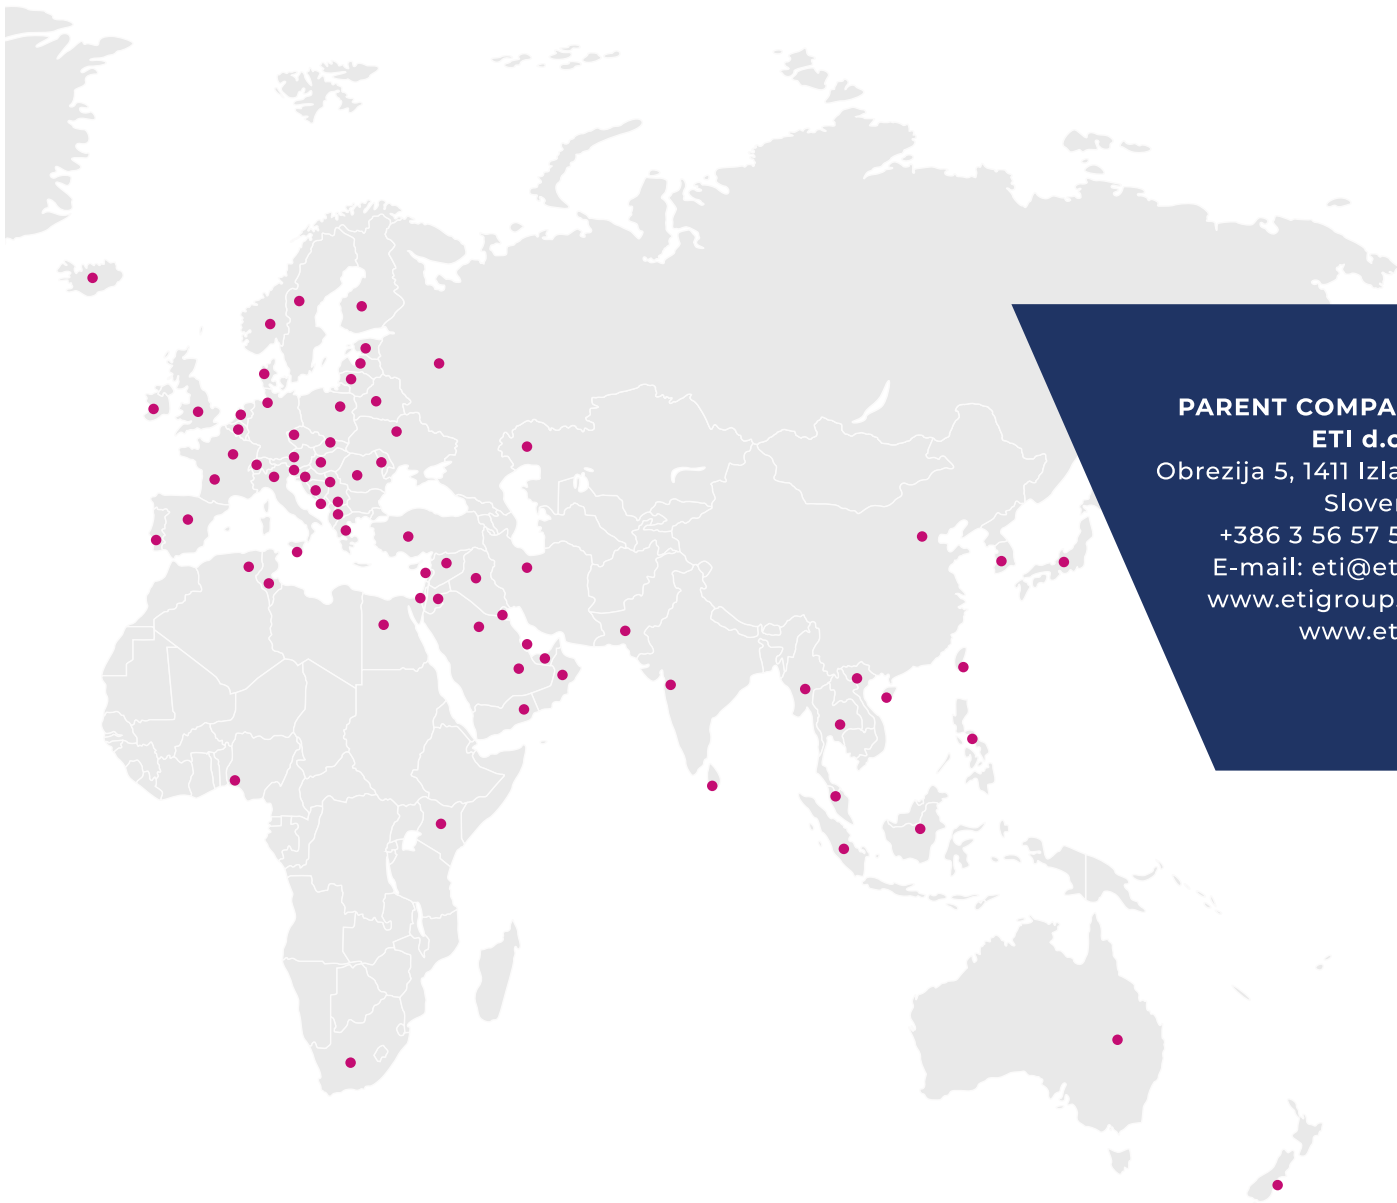 PARENT COMPA
ETI d.o
Obrezija 5, 1411 Izla
Slover
+386 3 56 57 5
E-mail: eti@et
www.etigroup.
www.et